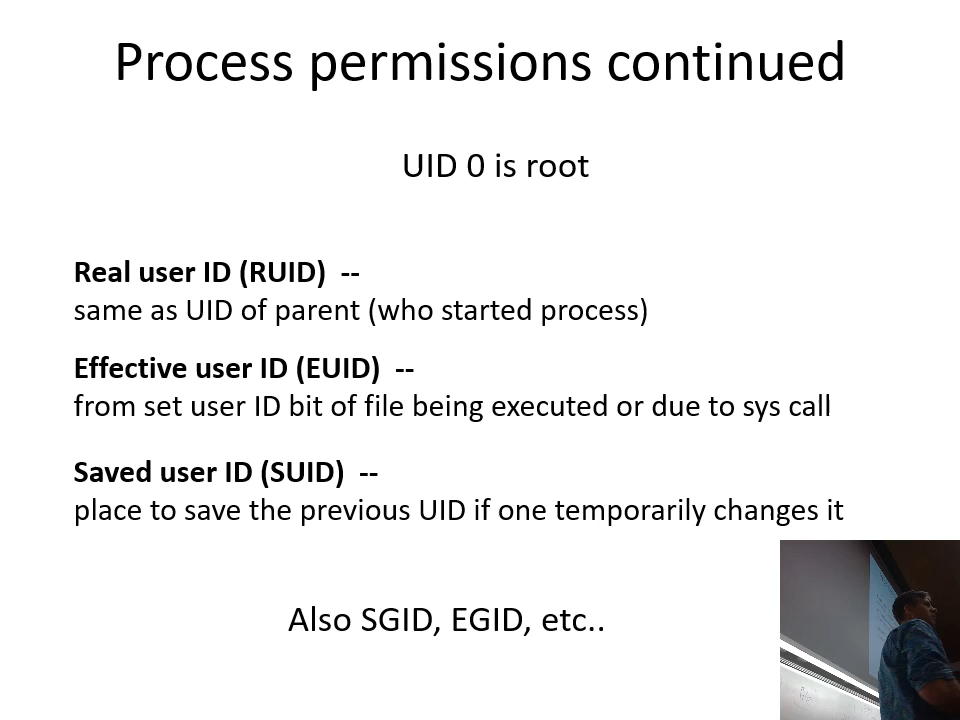 Process permissions continued
UID 0 is root
Real user ID (RUID)  --
same as UID of parent (who started process)
Effective user ID (EUID)  --
from set user ID bit of file being executed or due to sys call
Saved user ID (SUID)  --
place to save the previous UID if one temporarily changes it
Also SGID, EGID, etc..